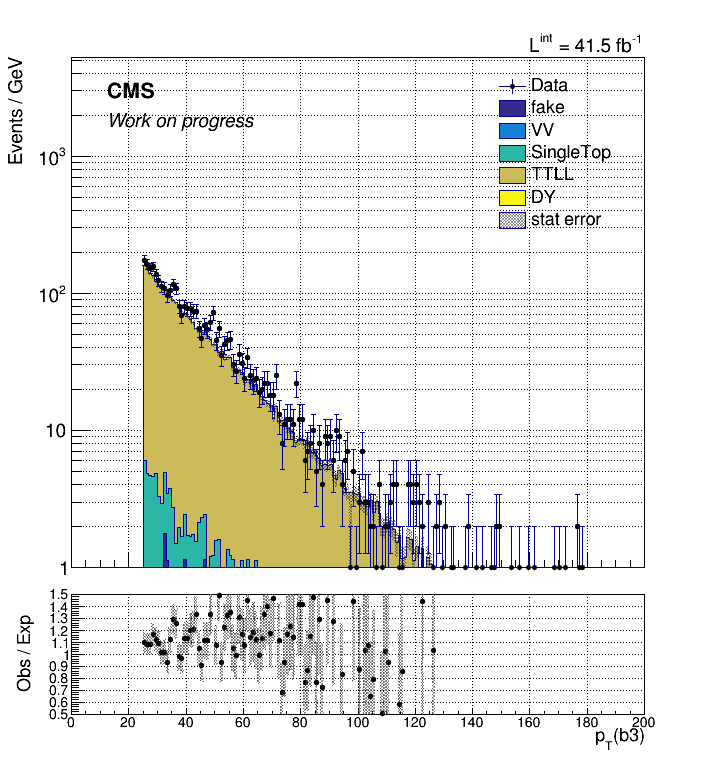 L^int = 41.5 fb^-1
Events / GeV
CMS
Work on progress
Data
fake
VV
SingleTop
TTLL
DY
stat error
10^3
10^2
10
1
Obs / Exp
1.5
1.4
1.3
1.2
1.1
1
0.9
0.8
0.7
0.6
0.5
0 20 40 60 80 100 120 140 160 180 200
p_T(b3)